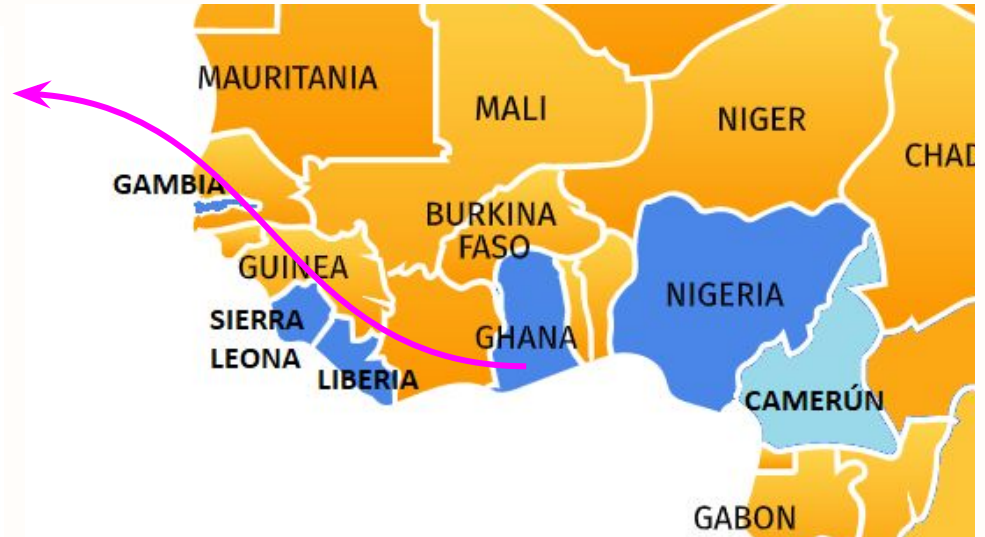 MAURITANIA
MALI
NIGER
CHAD
GAMBIA
BURKINA
FASO
GUINEA
NIGERIA
SIERRA
LEONA
GHANA
LIBERIA
CAMERÚN
GABON